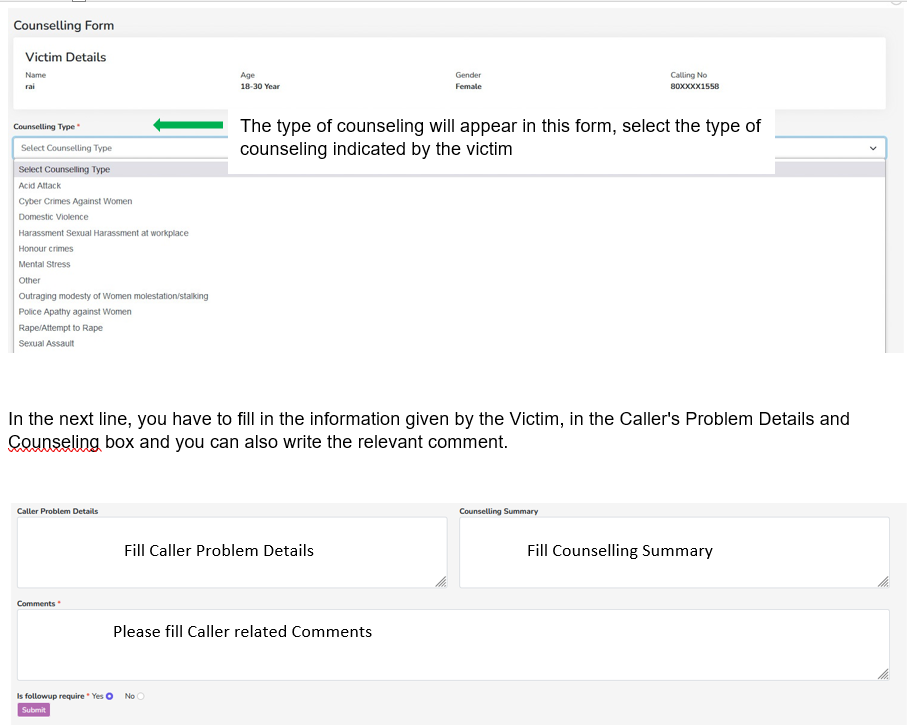 Counselling Form
Victim Details
Name Age Gender Calling No
rai 18-30 Year Female 80XXXX1558
Counselling Type *
The type of counseling will appear in this form, select the type of
counseling indicated by the victim
Select Counselling Type
Select Counselling Type
Acid Attack
Cyber Crimes Against Women
Domestic Violence
Harassment Sexual Harassment at workplace
Honour crimes
Mental Stress
Other
Outraging modesty of Women molestation/stalking
Police Apathy against Women
Rape/Attempt to Rape
Sexual Assault
In the next line, you have to fill in the information given by the Victim, in the Caller's Problem Details and
Counseling box and you can also write the relevant comment.
Caller Problem Details Counselling Summary
Fill Caller Problem Details Fill Counselling Summary
Comments *
Please fill Caller related Comments
Is followup require * Yes No
Submit